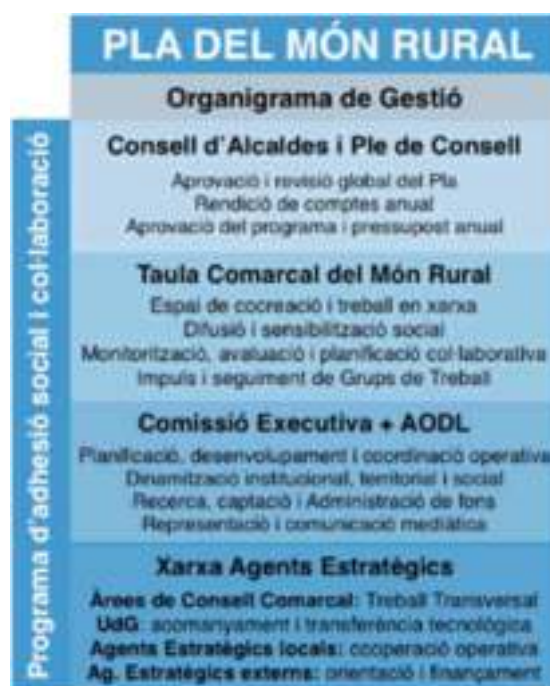 PLA DEL MÓN RURAL
Organigrama de Gestió
Programa d'adhesió social i col·laboració
Consell d'Alcaldes i Ple de Consell
Aprovació i revisió global del Pla
Rendició de comptes anual
Aprovació del programa i pressupost anual
Taula Comarcal del Món Rural
Espai de cocreació i treball en xarxa
Difusió i sensibilització social
Monitorització, avaluació i planificació col·laborativa
Impuls i seguiment de Grups de Treball
Comissió Executiva + AODL
Planificació, desenvolupament i coordinació operativa
Dinamització institucional, territorial i social
Recerca, captació i Administració de fons
Representació i comunicació mediàtica
Xarxa Agents Estratègics
Àrees de Consell Comarcal: Treball Transversal
UdG: acomanyament i transferència tecnològica
Agents Estratègics locals: cooperació operativa
Ag. Estratègics externs: orientació i finançament